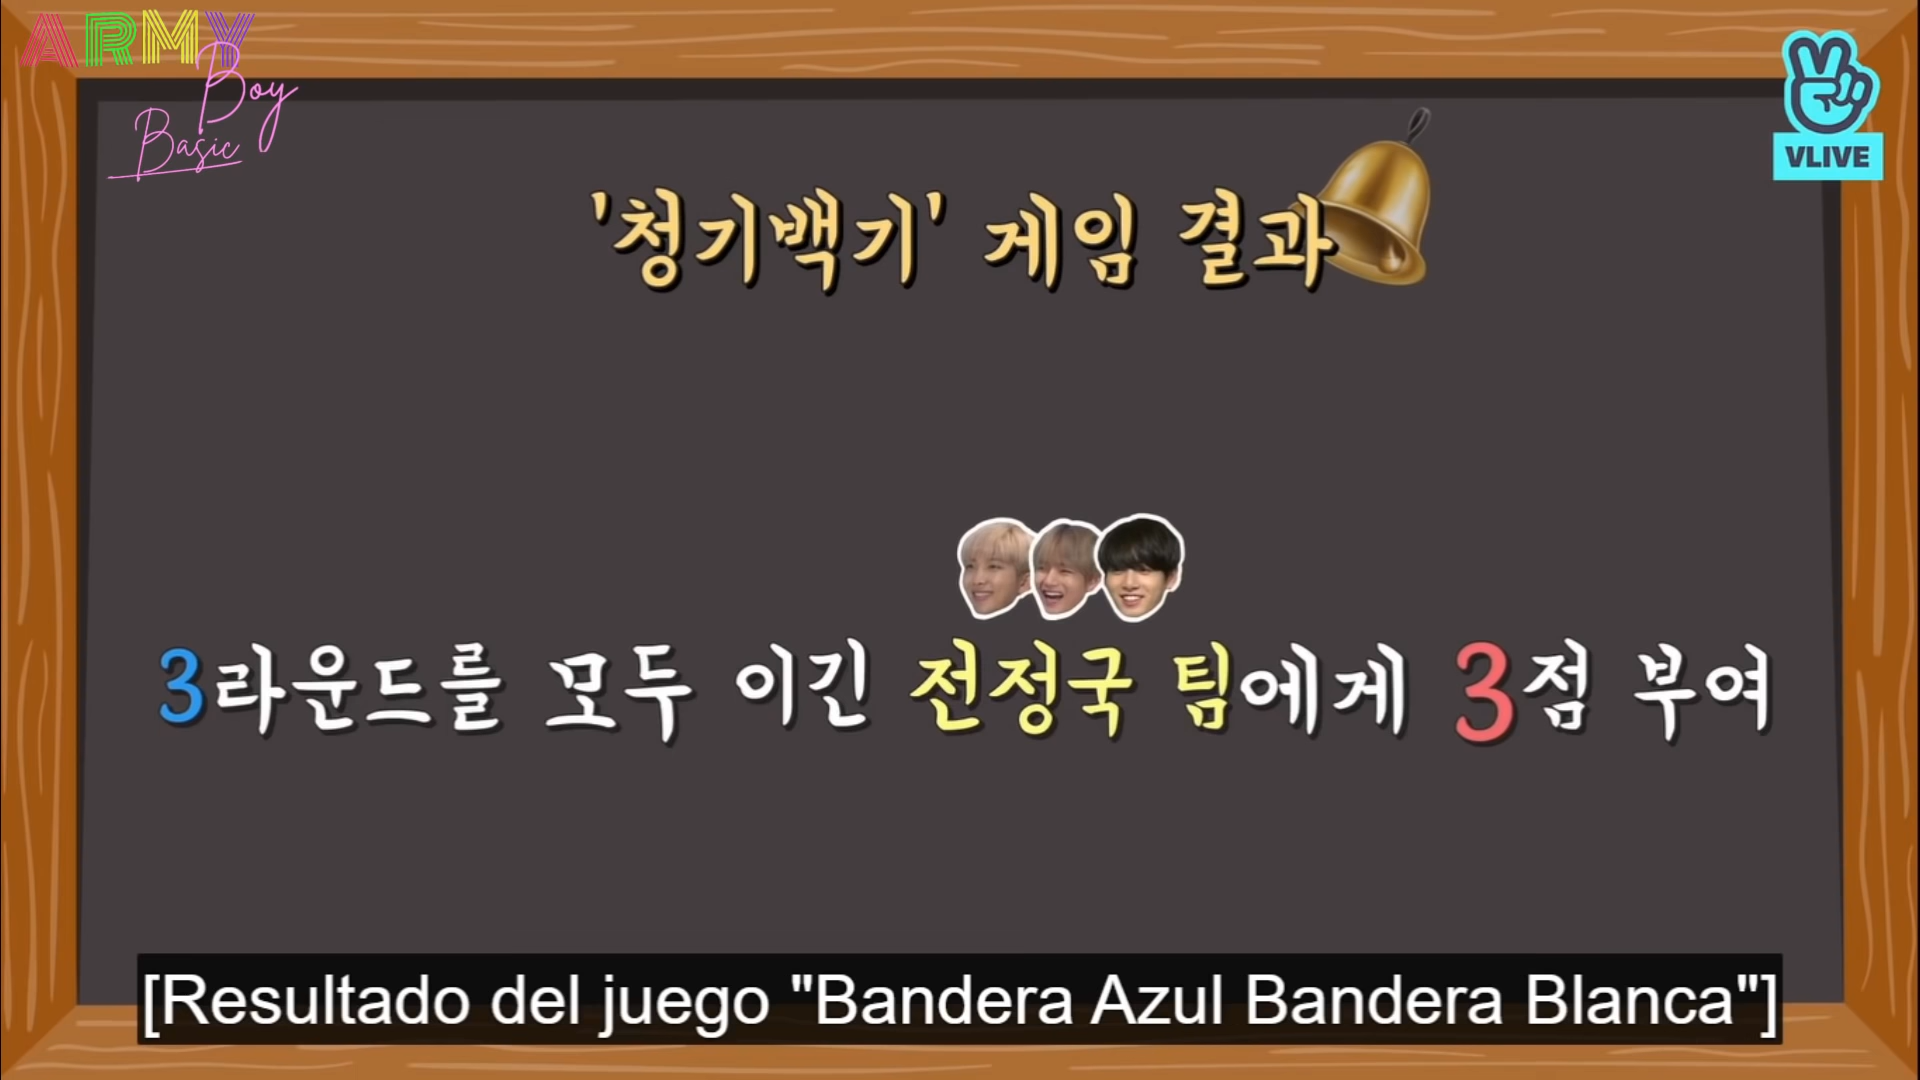 ARMY
Boy
Basic
VLIVE
'청기백기' 게임 결과
3라운드를 모두 이긴 전정국 팀에게 3점 부여
[Resultado del juego "Bandera Azul Bandera Blanca"]